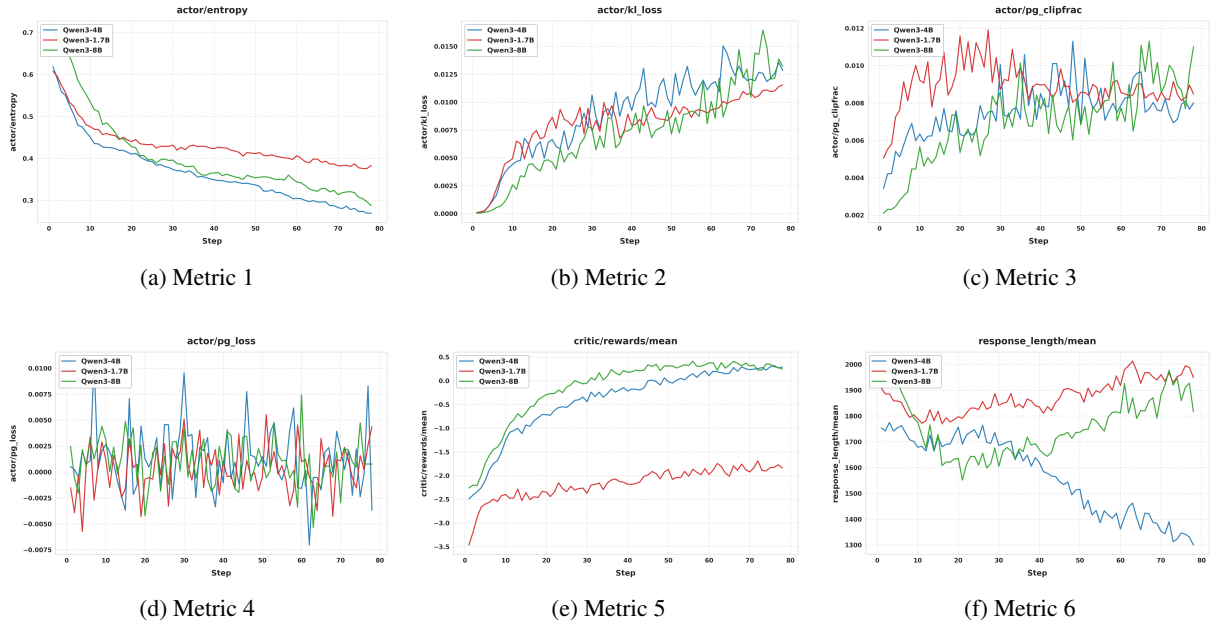 actor/entropy
Qwen3-4B
Qwen3-1.7B
Qwen3-8B
0.7
0.6
0.5
0.4
0.3
actor/entropy
0 10 20 30 40 50 60 70 80
Step
(a) Metric 1
actor/kl_loss
Qwen3-4B
Qwen3-1.7B
Qwen3-8B
0.0150
0.0125
0.0100
0.0075
0.0050
0.0025
0.0000
actor/kl_loss
0 10 20 30 40 50 60 70 80
Step
(b) Metric 2
actor/pg_clipfrac
Qwen3-4B
Qwen3-1.7B
Qwen3-8B
0.012
0.010
0.008
0.006
0.004
0.002
actor/pg_clipfrac
0 10 20 30 40 50 60 70 80
Step
(c) Metric 3
actor/pg_loss
Qwen3-4B
Qwen3-1.7B
Qwen3-8B
0.0100
0.0075
0.0050
0.0025
0.0000
−0.0025
−0.0050
−0.0075
actor/pg_loss
0 10 20 30 40 50 60 70 80
Step
(d) Metric 4
critic/rewards/mean
Qwen3-4B
Qwen3-1.7B
Qwen3-8B
0.5
0.0
−0.5
−1.0
−1.5
−2.0
−2.5
−3.0
−3.5
critic/rewards/mean
0 10 20 30 40 50 60 70 80
Step
(e) Metric 5
response_length/mean
Qwen3-4B
Qwen3-1.7B
Qwen3-8B
2000
1900
1800
1700
1600
1500
1400
1300
response_length/mean
0 10 20 30 40 50 60 70 80
Step
(f) Metric 6